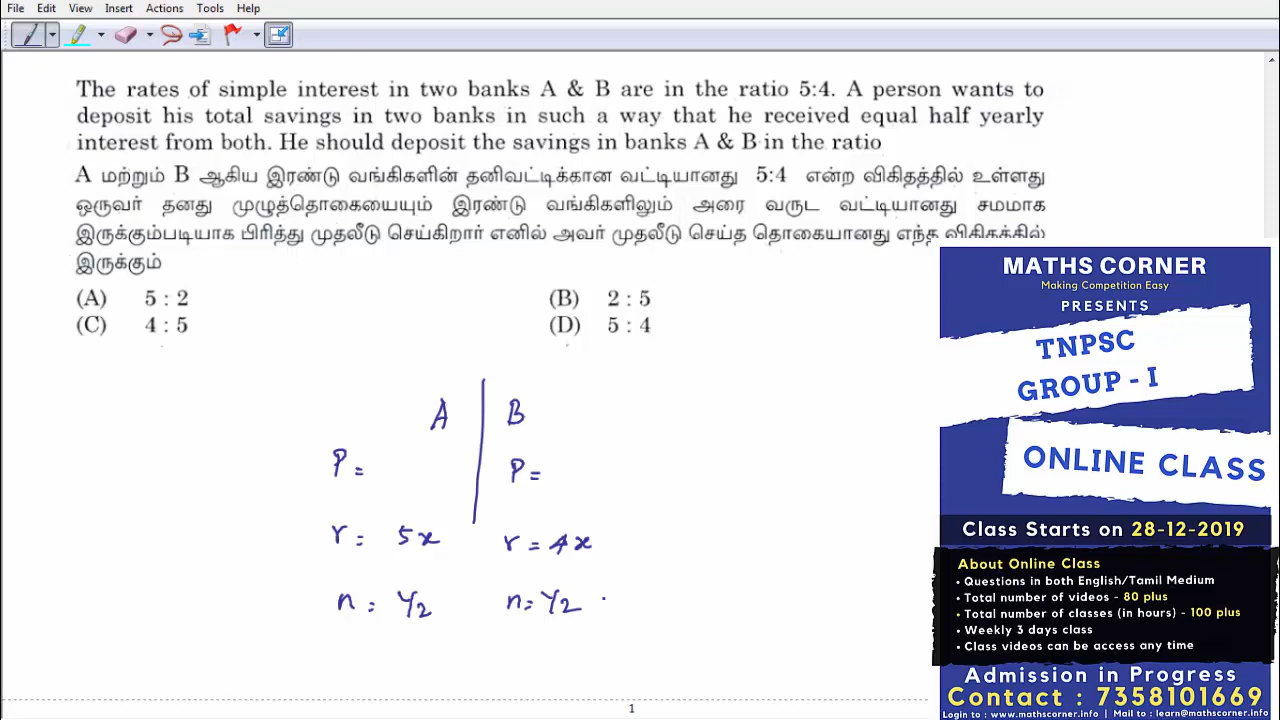 File Edit View Insert Actions Tools Help
The rates of simple interest in two banks A & B are in the ratio 5:4. A person wants to
deposit his total savings in two banks in such a way that he received equal half yearly
interest from both. He should deposit the savings in banks A & B in the ratio
A மற்றும் B ஆகிய இரண்டு வங்கிகளின் தனிவட்டிக்கான வட்டியானது 5:4 என்ற விகிதத்தில் உள்ளது
ஒருவர் தனது முழுத்தொகையையும் இரண்டு வங்கிகளிலும் அரை வருட வட்டியானது சமமாக
இருக்கும்படியாக பிரித்து முதலீடு செய்கிறார் எனில் அவர் முதலீடு செய்த தொகையானது எந்த விகிதத்தில்
இருக்கும்
(A) 5 : 2 (B) 2 : 5
(C) 4 : 5 (D) 5 : 4
A B
P = P =
r = 5x r = 4x
n = 1/2 n = 1/2
MATHS CORNER
Making Competition Easy
PRESENTS
TNPSC
GROUP - I
ONLINE CLASS
Class Starts on 28-12-2019
About Online Class
• Questions in both English/Tamil Medium
• Total number of videos - 80 plus
• Total number of classes (in hours) - 100 plus
• Weekly 3 days class
• Class videos can be access any time
Admission in Progress
Contact : 7358101669
Login to : www.mathscorner.info | Mail to : learn@mathscorner.info
1